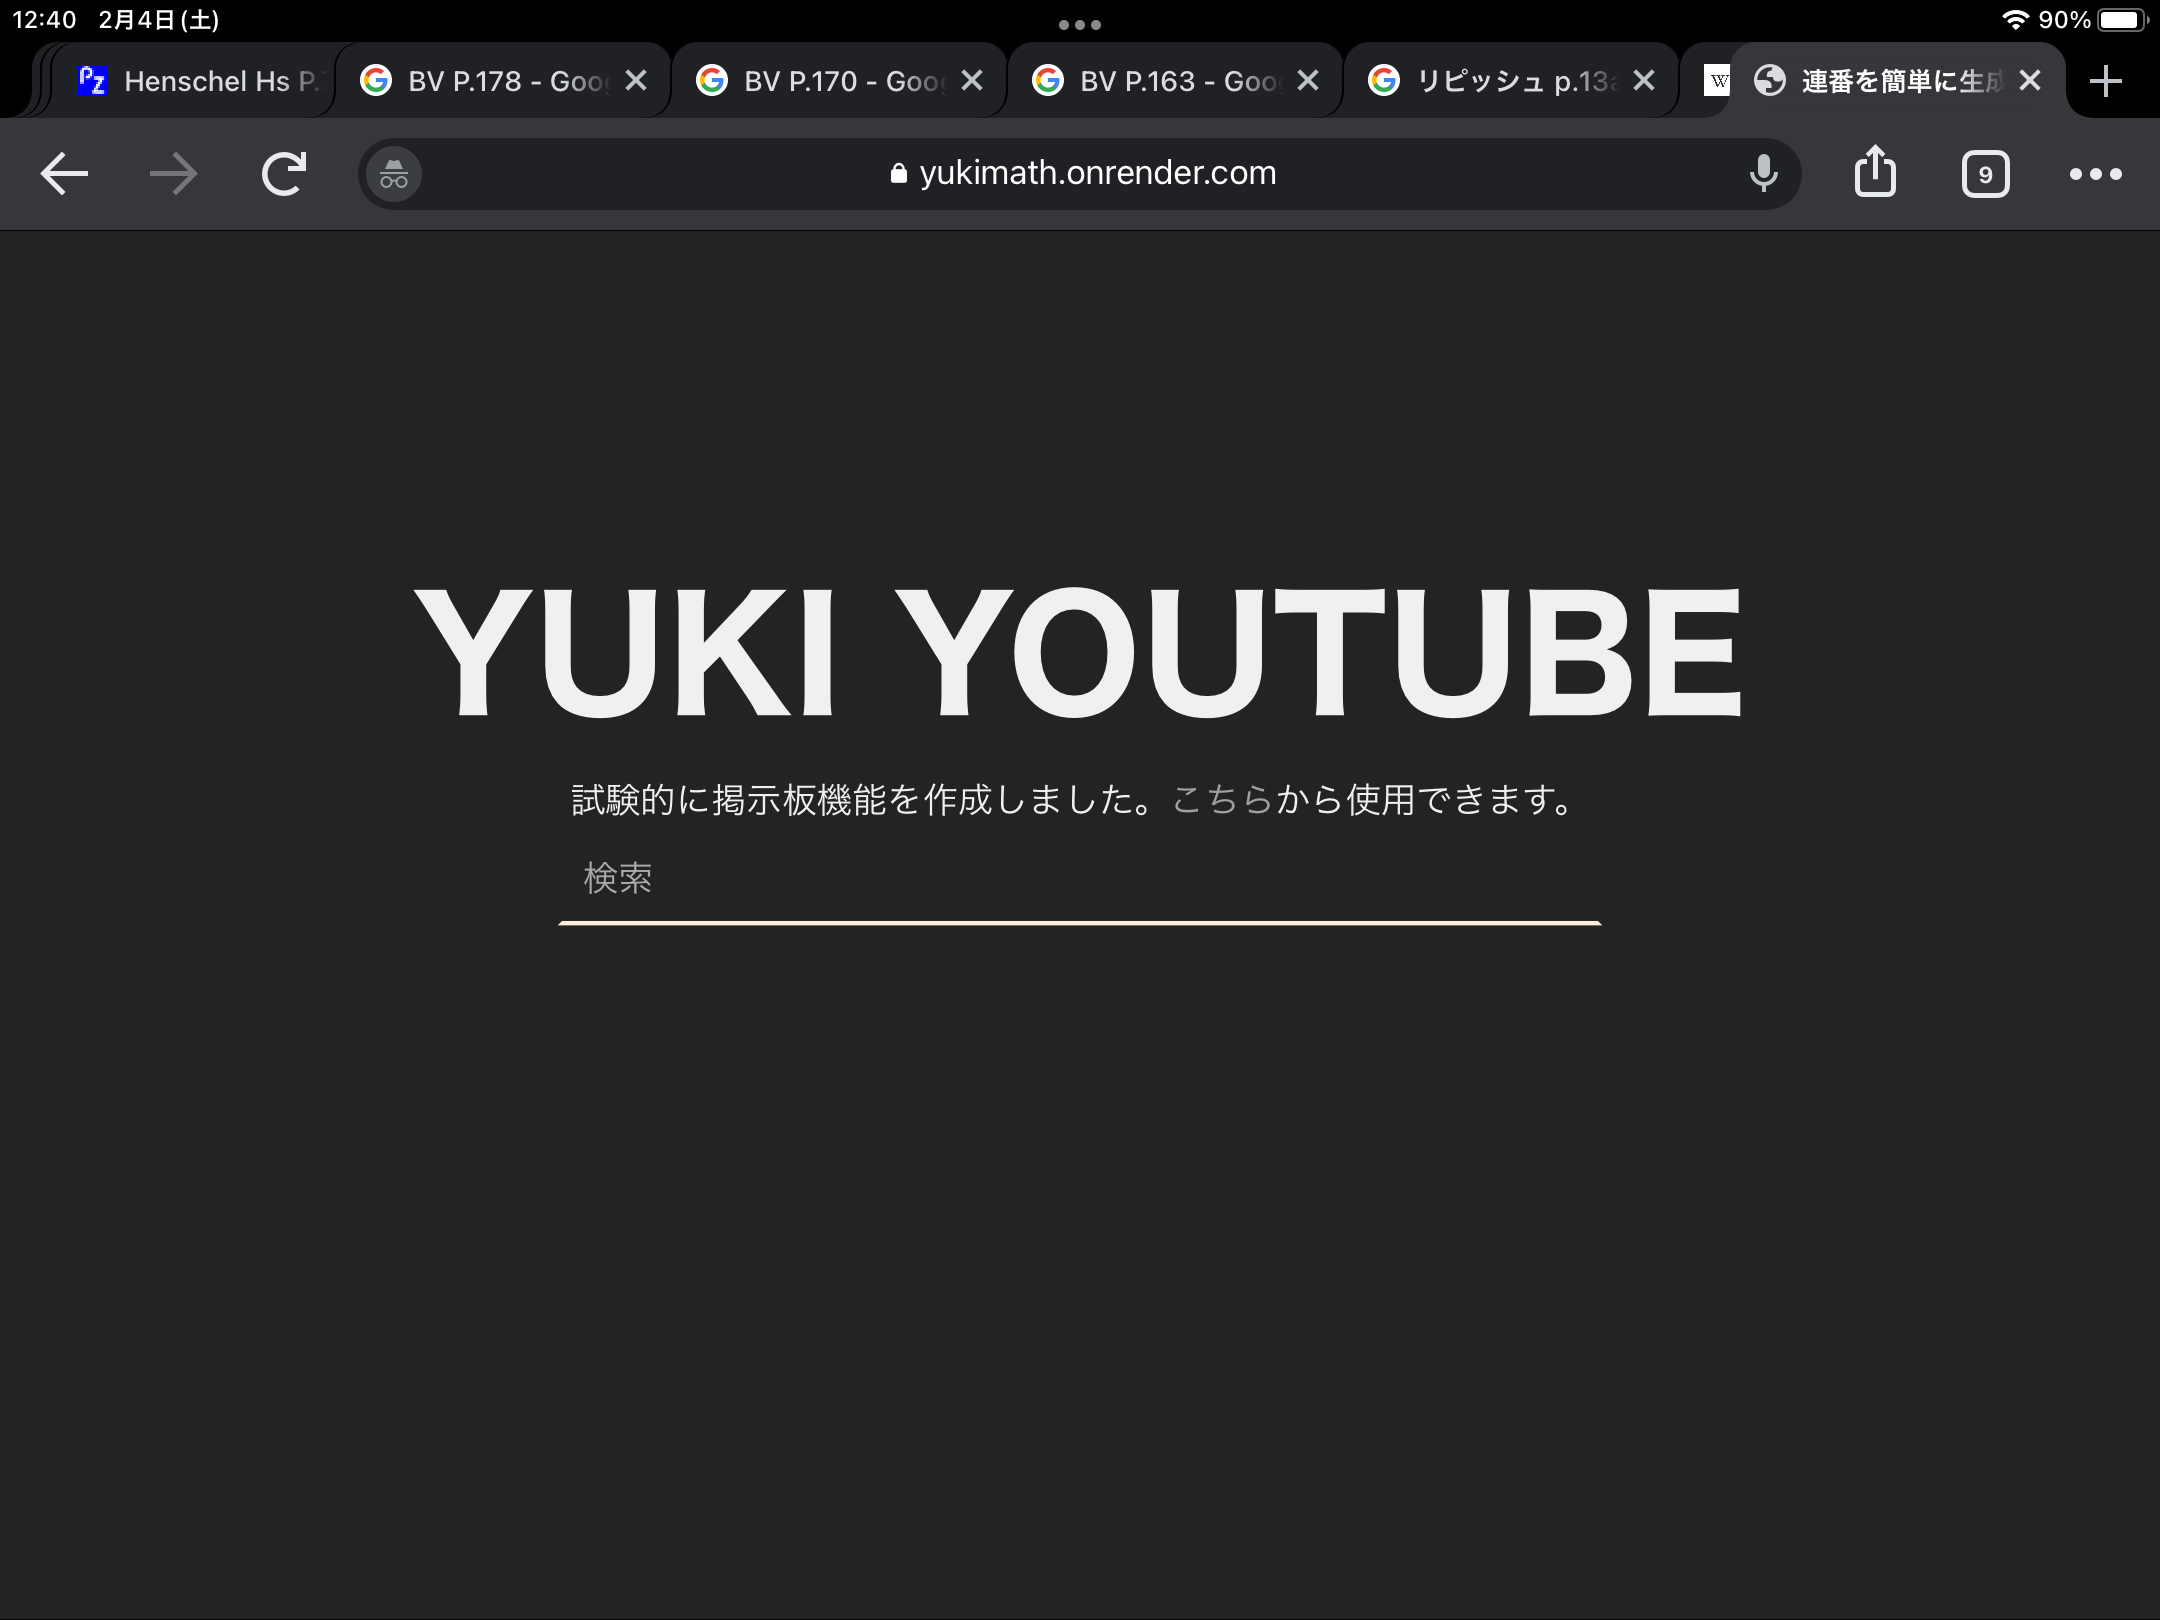 12:40 2月4日(土) 90%
Henschel Hs P. BV P.178 - Goo BV P.170 - Goo BV P.163 - Goo リピッシュ p.13 W 連番を簡単に生成
yukimath.onrender.com 9
YUKI YOUTUBE
試験的に掲示板機能を作成しました。こちらから使用できます。
検索